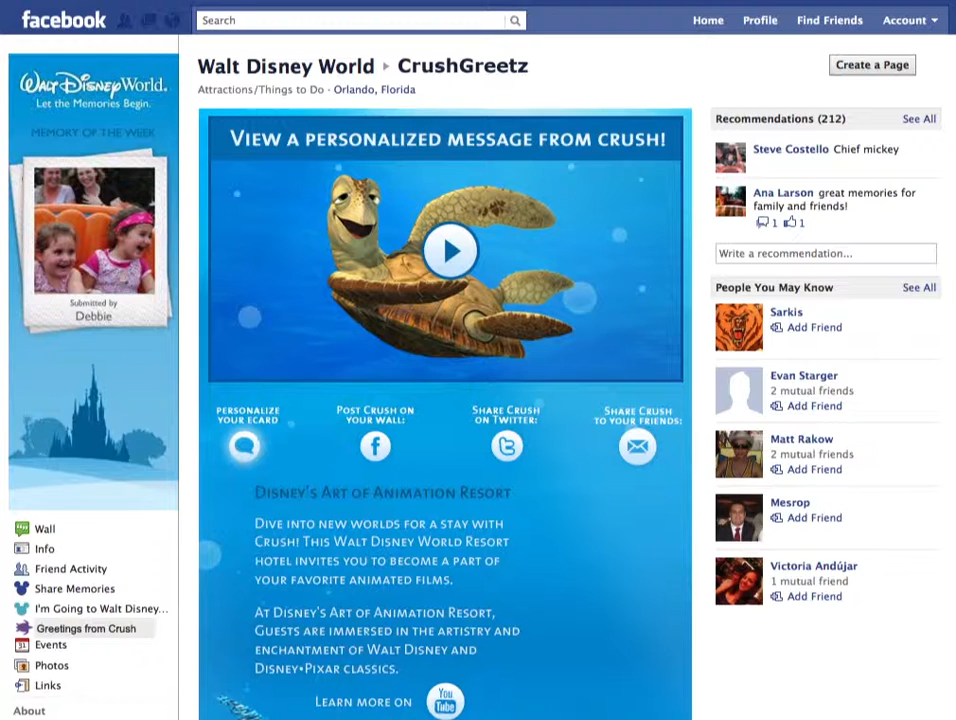 facebook
Search
Home Profile Find Friends Account
WALT DISNEY World.
Let the Memories Begin.
MEMORY OF THE WEEK
Submitted by
Debbie
Wall
Info
Friend Activity
Share Memories
I'm Going to Walt Disney...
Greetings from Crush
31 Events
Photos
Links
About
Walt Disney World CrushGreetz
Attractions/Things to Do · Orlando, Florida
Create a Page
VIEW A PERSONALIZED MESSAGE FROM CRUSH!
PERSONALIZE
YOUR ECARD
POST CRUSH ON
YOUR WALL:
f
SHARE CRUSH
ON TWITTER:
t
SHARE CRUSH
TO YOUR FRIENDS:
DISNEY'S ART OF ANIMATION RESORT
DIVE INTO NEW WORLDS FOR A STAY WITH
CRUSH! THIS WALT DISNEY WORLD RESORT
HOTEL INVITES YOU TO BECOME A PART OF
YOUR FAVORITE ANIMATED FILMS.
AT DISNEY'S ART OF ANIMATION RESORT,
GUESTS ARE IMMERSED IN THE ARTISTRY AND
ENCHANTMENT OF WALT DISNEY AND
DISNEY•PIXAR CLASSICS.
LEARN MORE ON
You
Tube
Recommendations (212) See All
Steve Costello Chief mickey
Ana Larson great memories for
family and friends!
1 1
Write a recommendation...
People You May Know See All
Sarkis
Add Friend
Evan Starger
2 mutual friends
Add Friend
Matt Rakow
2 mutual friends
Add Friend
Mesrop
Add Friend
Victoria Andújar
1 mutual friend
Add Friend